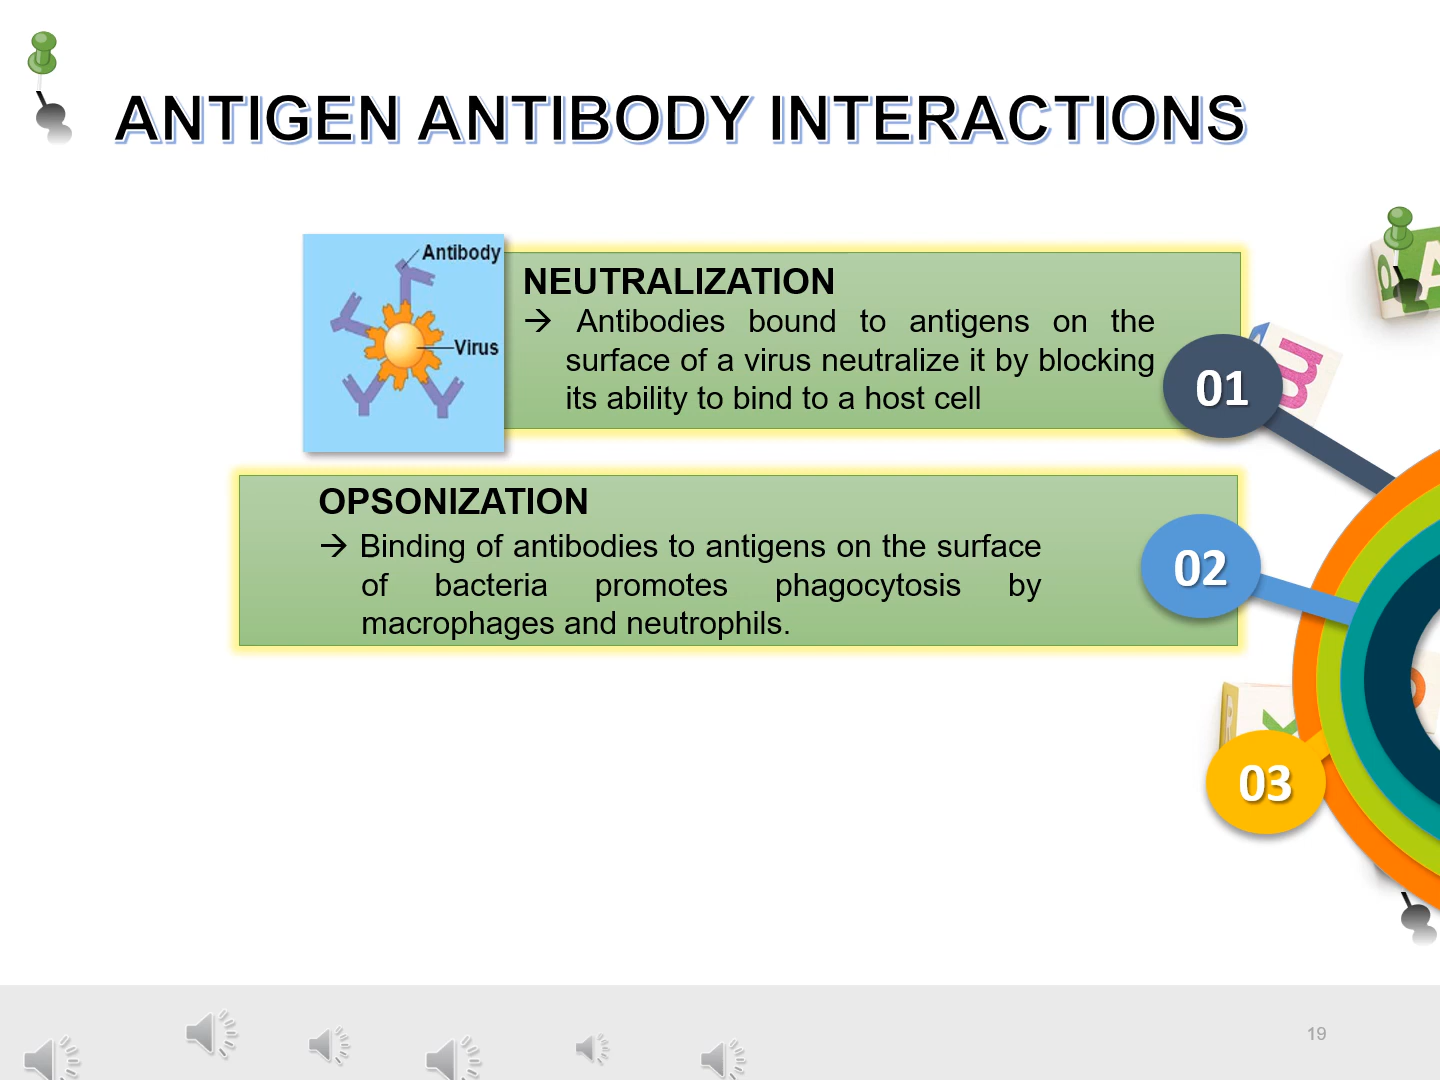 ANTIGEN ANTIBODY INTERACTIONS
Antibody
Virus
NEUTRALIZATION
→ Antibodies bound to antigens on the
surface of a virus neutralize it by blocking
its ability to bind to a host cell
01
OPSONIZATION
→ Binding of antibodies to antigens on the surface
of bacteria promotes phagocytosis by
macrophages and neutrophils.
02
03
19